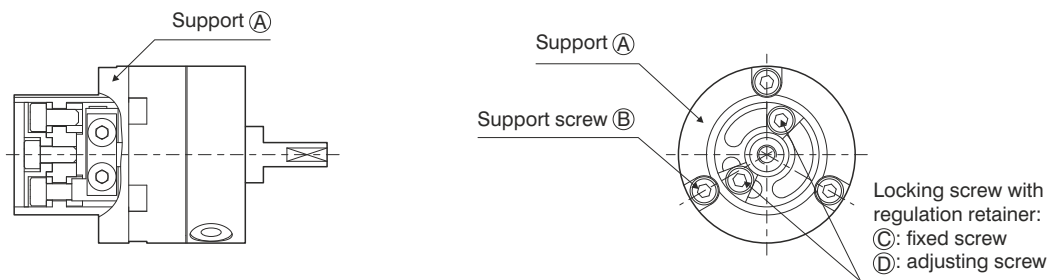 Support Ⓐ
Support Ⓐ
Support screw Ⓑ
Locking screw with
regulation retainer:
Ⓒ: fixed screw
Ⓓ: adjusting screw